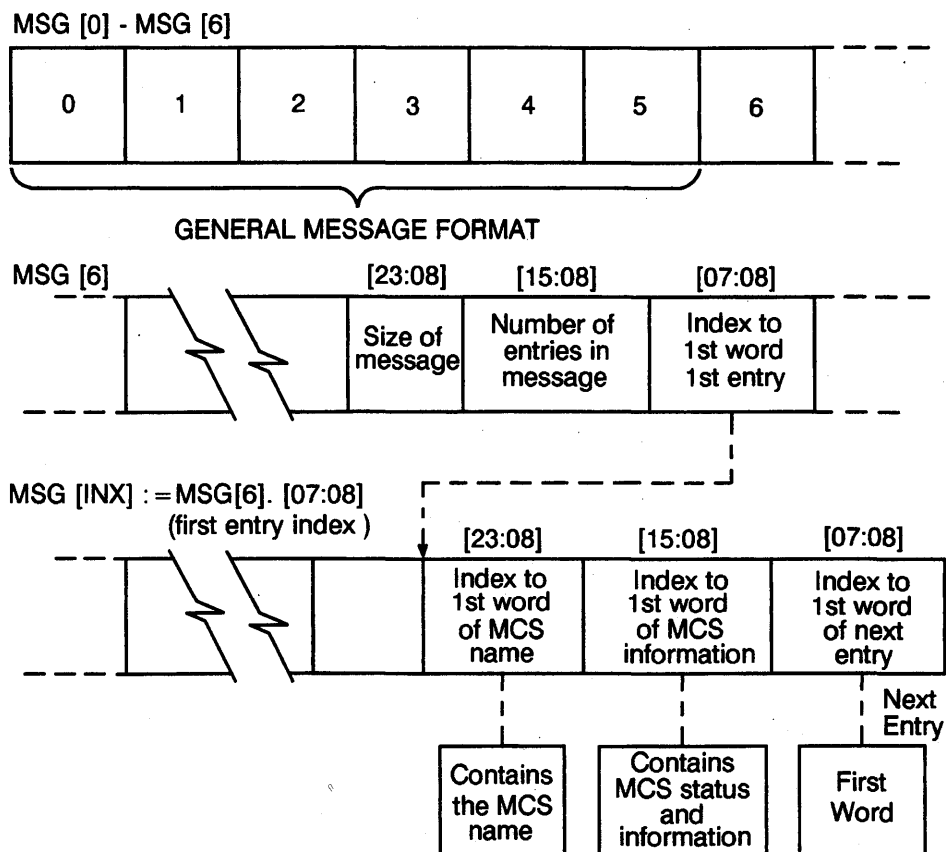 MSG [0] - MSG [6]
0 1 2 3 4 5 6
GENERAL MESSAGE FORMAT
MSG [6] [23:08] [15:08] [07:08]
Size of
message
Number of
entries in
message
Index to
1st word
1st entry
MSG [INX] := MSG[6]. [07:08]
(first entry index )
[23:08] [15:08] [07:08]
Index to
1st word
of MCS
name
Index to
1st word
of MCS
information
Index to
1st word
of next
entry
Next
Entry
Contains
the MCS
name
Contains
MCS status
and
information
First
Word